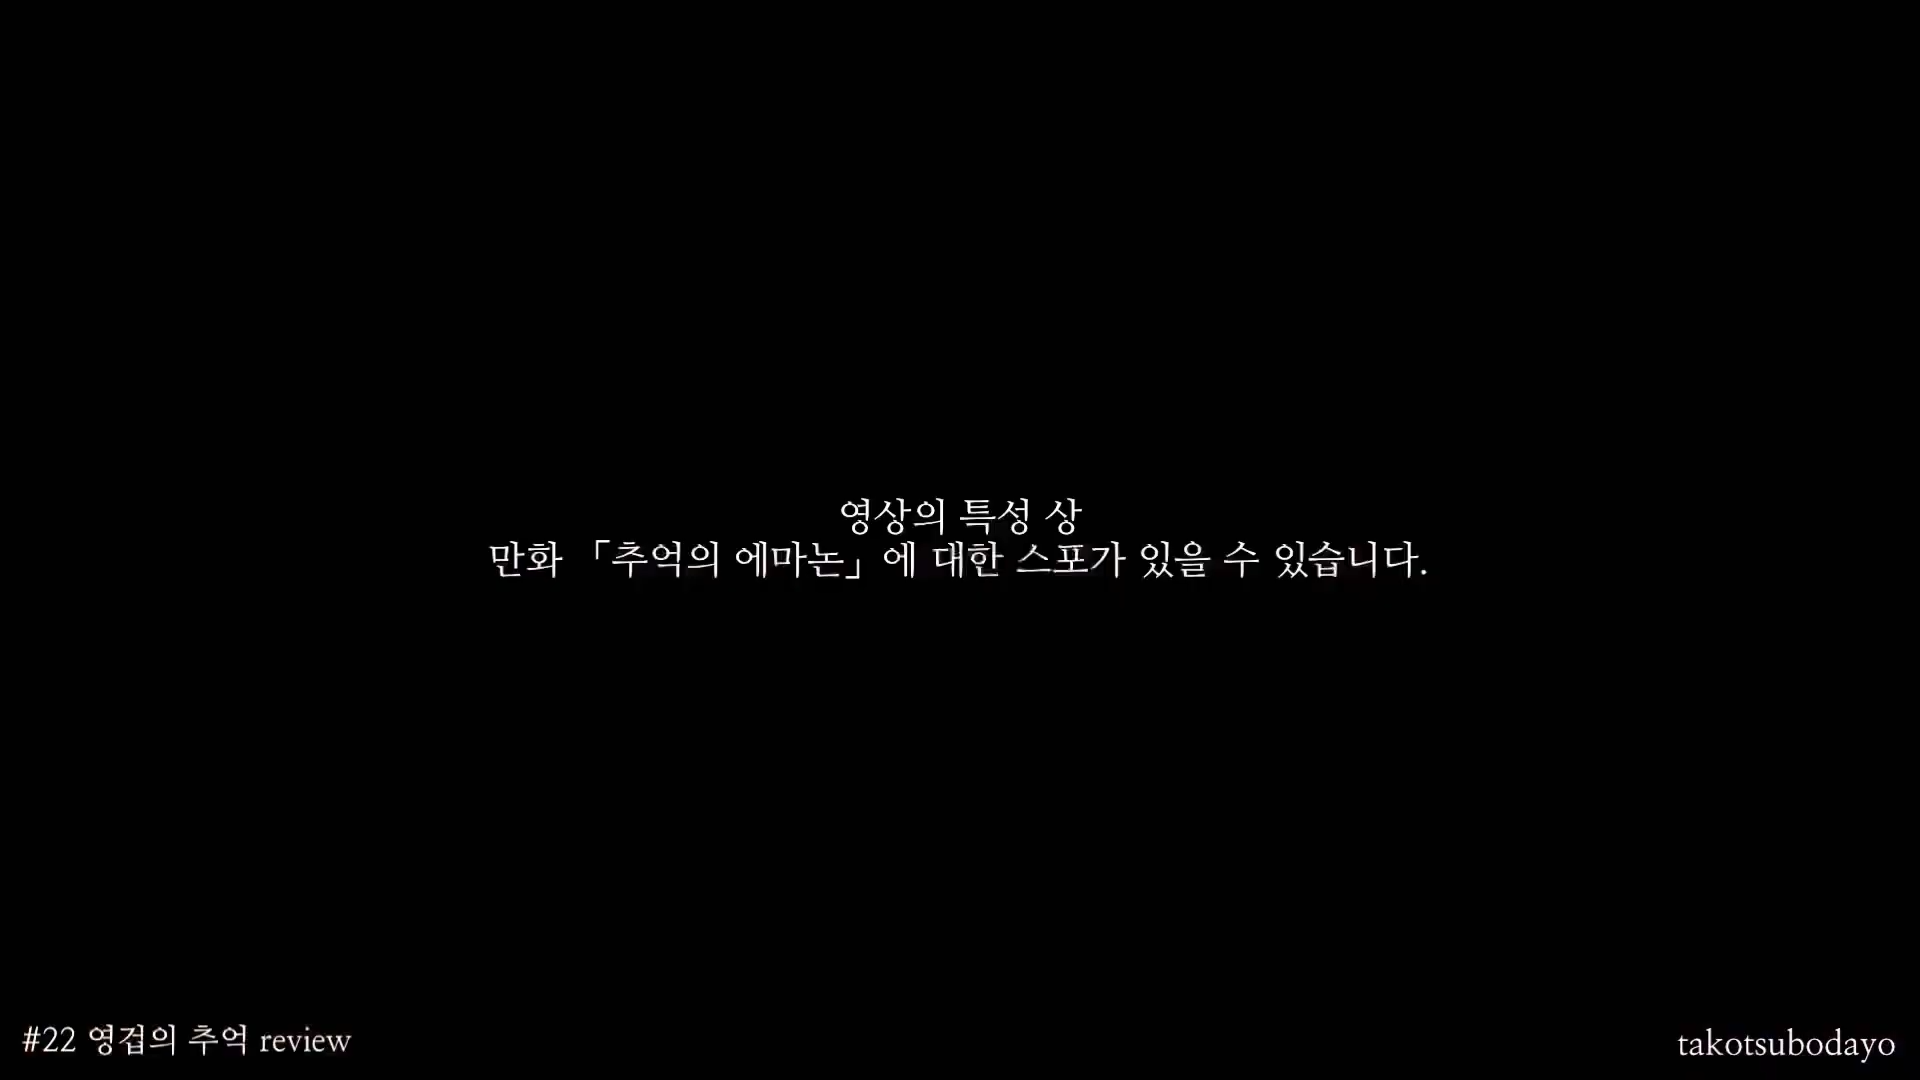 영상의 특성 상
만화 「추억의 에마논」에 대한 스포가 있을 수 있습니다.
#22 영겁의 추억 review
takotsubodayo